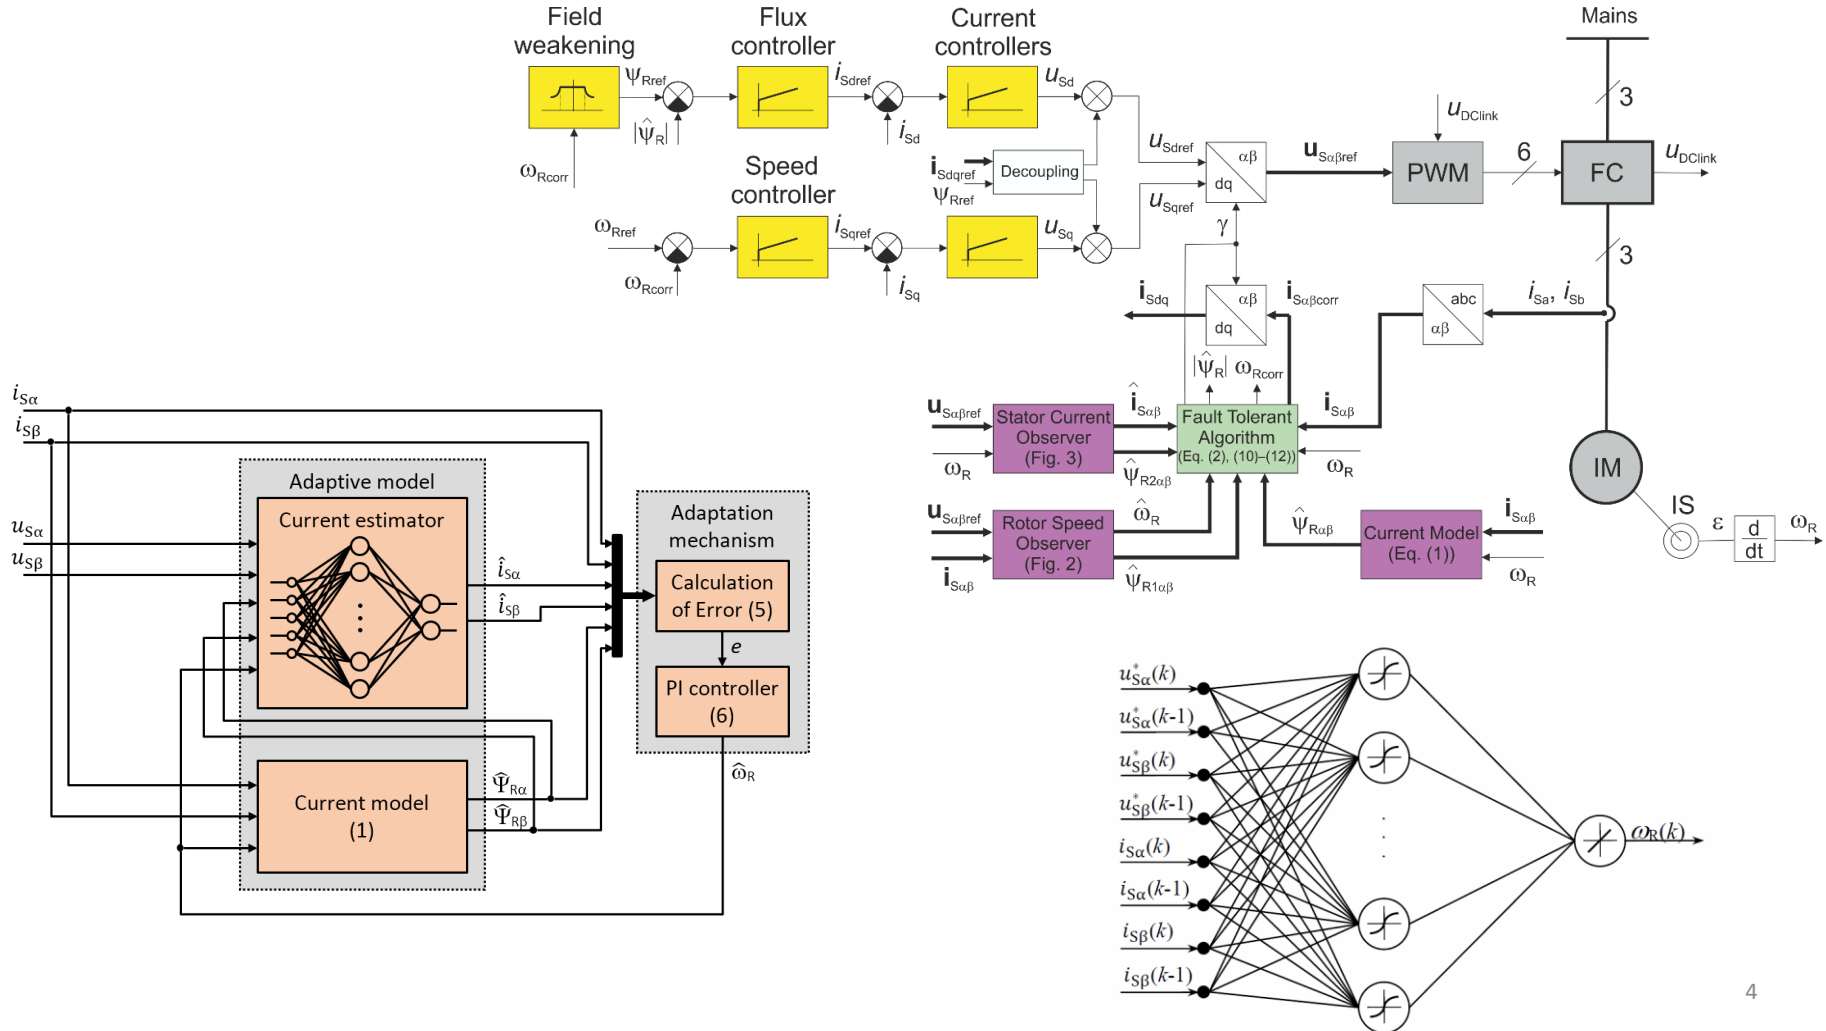 Field
weakening
Flux
controller
Current
controllers
Mains
ψRref
iSdref
uSd
3
|ψ̂R|
iSd
uDClink
ωRcorr
uSdref
αβ
dq
uSαβref
PWM
6
FC
uDClink
iSdqref
ψRref
Decoupling
Speed
controller
uSqref
ωRref
iSqref
uSq
γ
3
ωRcorr
iSq
iSdq
αβ
dq
iSαβcorr
abc
αβ
iSa, iSb
|ψ̂R|
ωRcorr
uSαβref
Stator Current
Observer
(Fig. 3)
ωR
îSαβ
ψ̂R2αβ
Fault Tolerant
Algorithm
(Eq. (2), (10)–(12))
iSαβ
ωR
IM
uSαβref
Rotor Speed
Observer
(Fig. 2)
iSαβ
ω̂R
ψ̂R1αβ
ψ̂Rαβ
Current Model
(Eq. (1))
iSαβ
ωR
IS
ε
d
dt
ωR
iSα
iSβ
Adaptive model
Current estimator
uSα
uSβ
îSα
îSβ
Adaptation
mechanism
Calculation
of Error (5)
e
PI controller
(6)
ω̂R
Current model
(1)
Ψ̂Rα
Ψ̂Rβ
u*Sα(k)
u*Sα(k-1)
u*Sβ(k)
u*Sβ(k-1)
iSα(k)
iSα(k-1)
iSβ(k)
iSβ(k-1)
ωR(k)
4